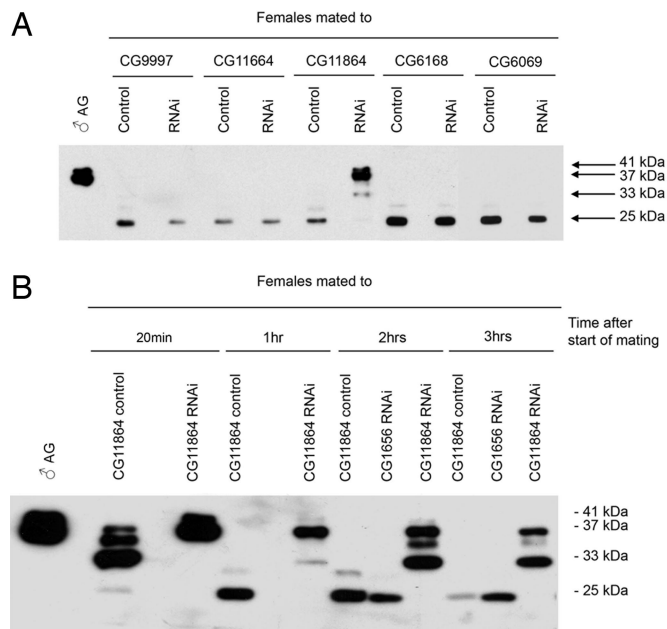 A
Females mated to
CG9997 CG11664 CG11864 CG6168 CG6069
♂ AG Control RNAi Control RNAi Control RNAi Control RNAi Control RNAi
41 kDa
37 kDa
33 kDa
25 kDa
B
Females mated to
Time after
start of mating
20min 1hr 2hrs 3hrs
♂ AG CG11864 control CG11864 RNAi CG11864 control CG11864 RNAi CG11864 control CG1656 RNAi CG11864 RNAi CG11864 control CG1656 RNAi CG11864 RNAi
- 41 kDa
- 37 kDa
- 33 kDa
- 25 kDa